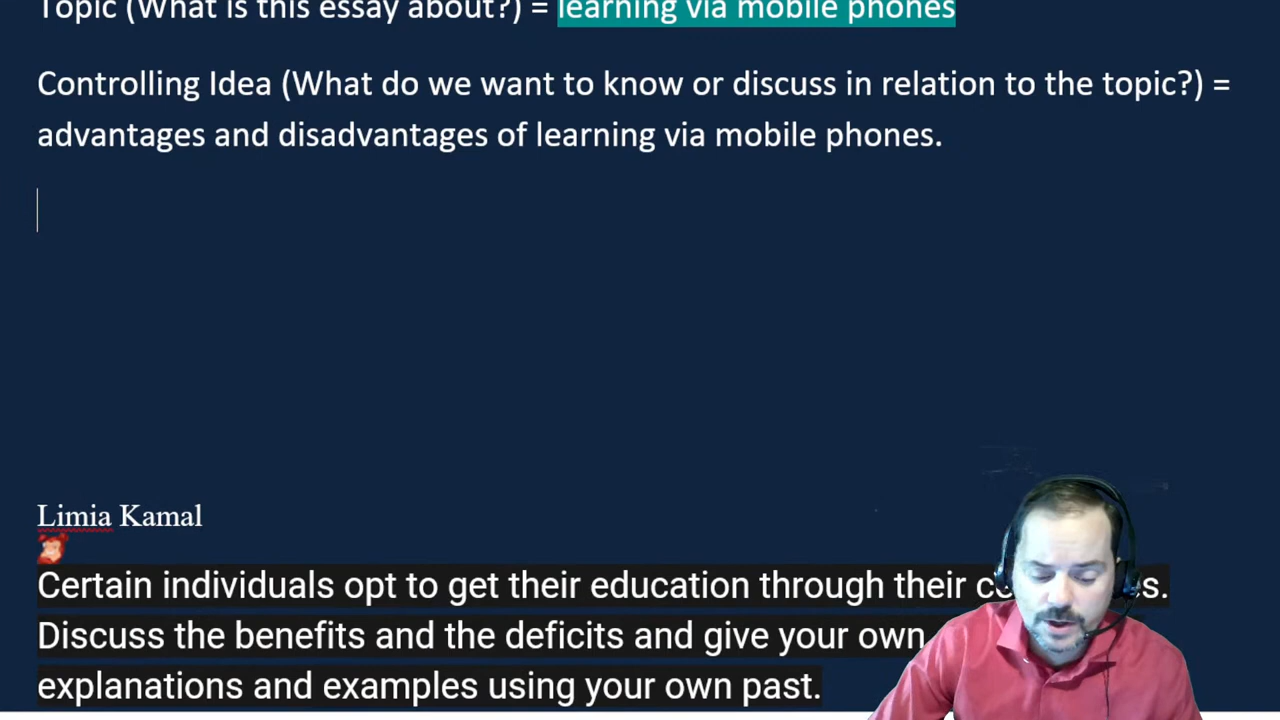 Topic (What is this essay about?) = learning via mobile phones
Controlling Idea (What do we want to know or discuss in relation to the topic?) =
advantages and disadvantages of learning via mobile phones.
Limia Kamal
Certain individuals opt to get their education through their
Discuss the benefits and the deficits and give your own
explanations and examples using your own past.